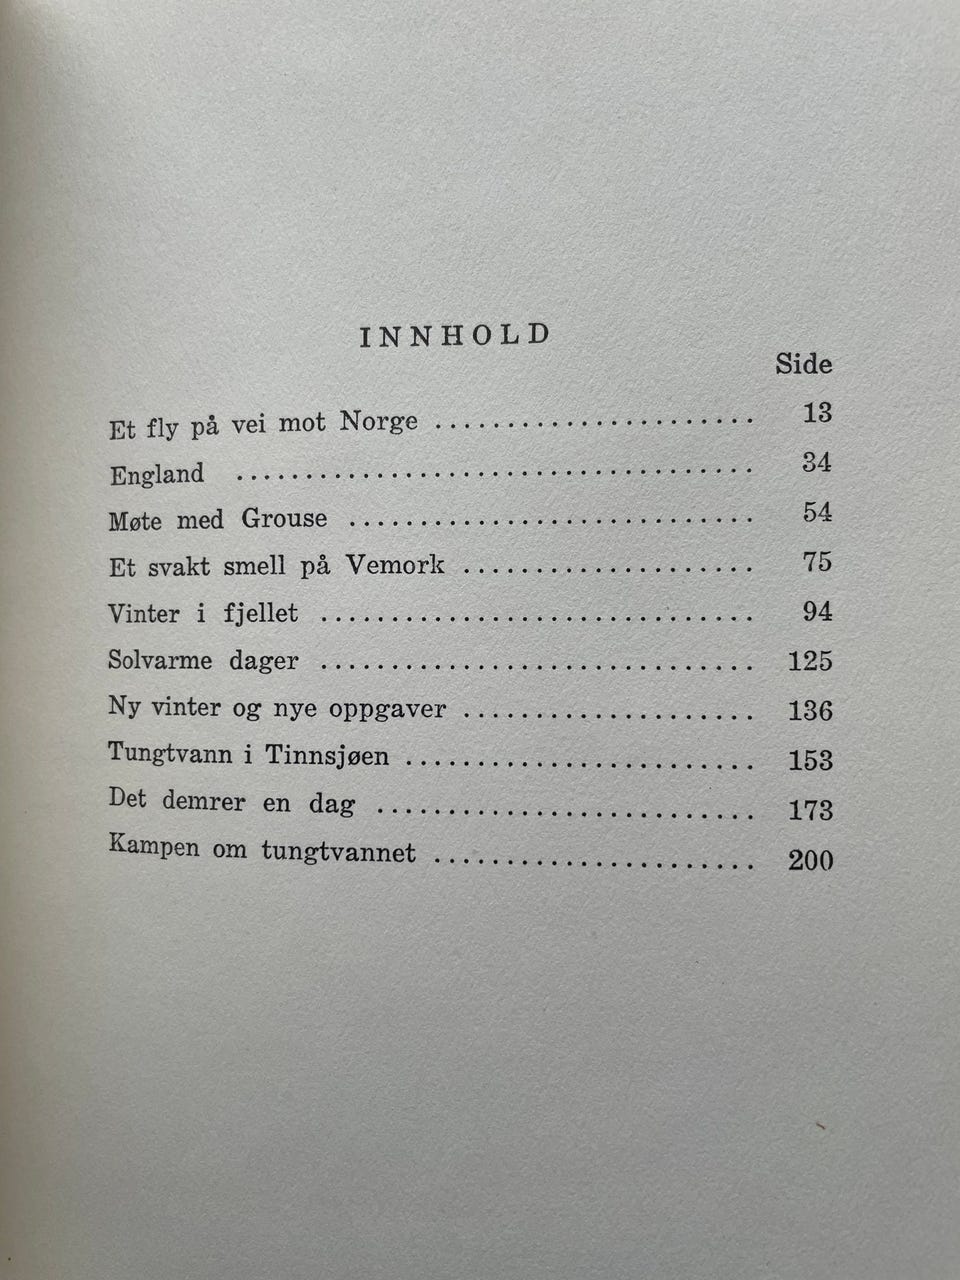 INNHOLD
Side
Et fly på vei mot Norge ....................... 13
England .................................... 34
Møte med Grouse ............................. 54
Et svakt smell på Vemork ..................... 75
Vinter i fjellet ............................... 94
Solvarme dager ............................... 125
Ny vinter og nye oppgaver ..................... 136
Tungtvann i Tinnsjøen ......................... 153
Det demrer en dag ........................... 173
Kampen om tungtvannet ....................... 200